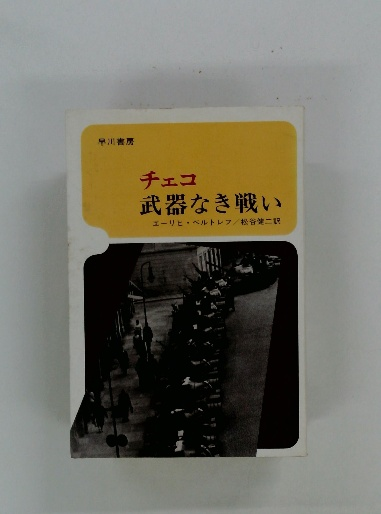 早川書房
チェコ
武器なき戦い
エーリヒ・ベルトレフ／松谷健二訳